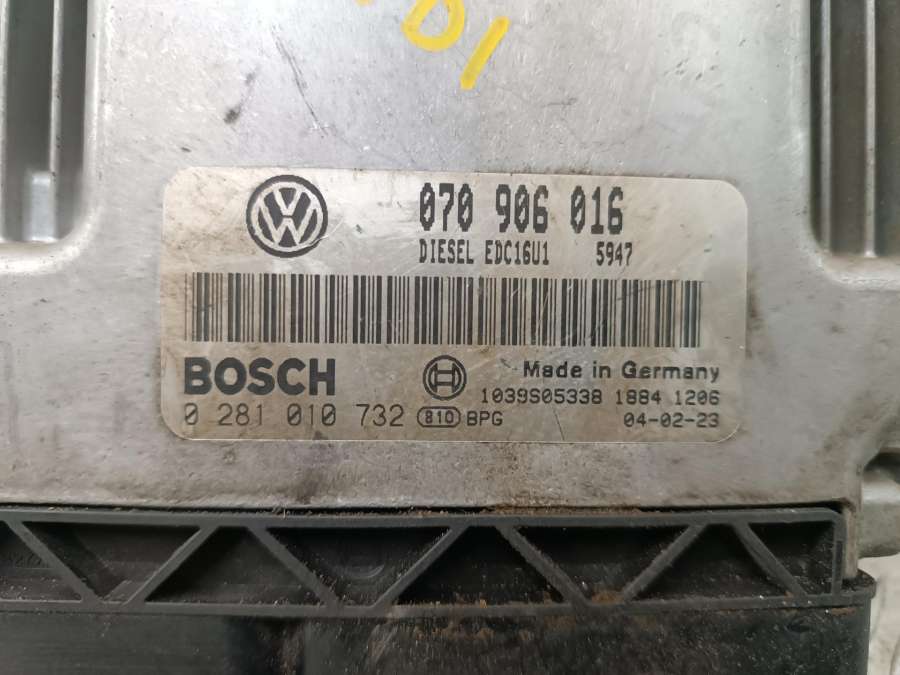 DI
070 906 016
DIESEL EDC16U1 5947
BOSCH
Made in Germany
1039S05338 1884 1206
0 281 010 732 810 BPG
04-02-23